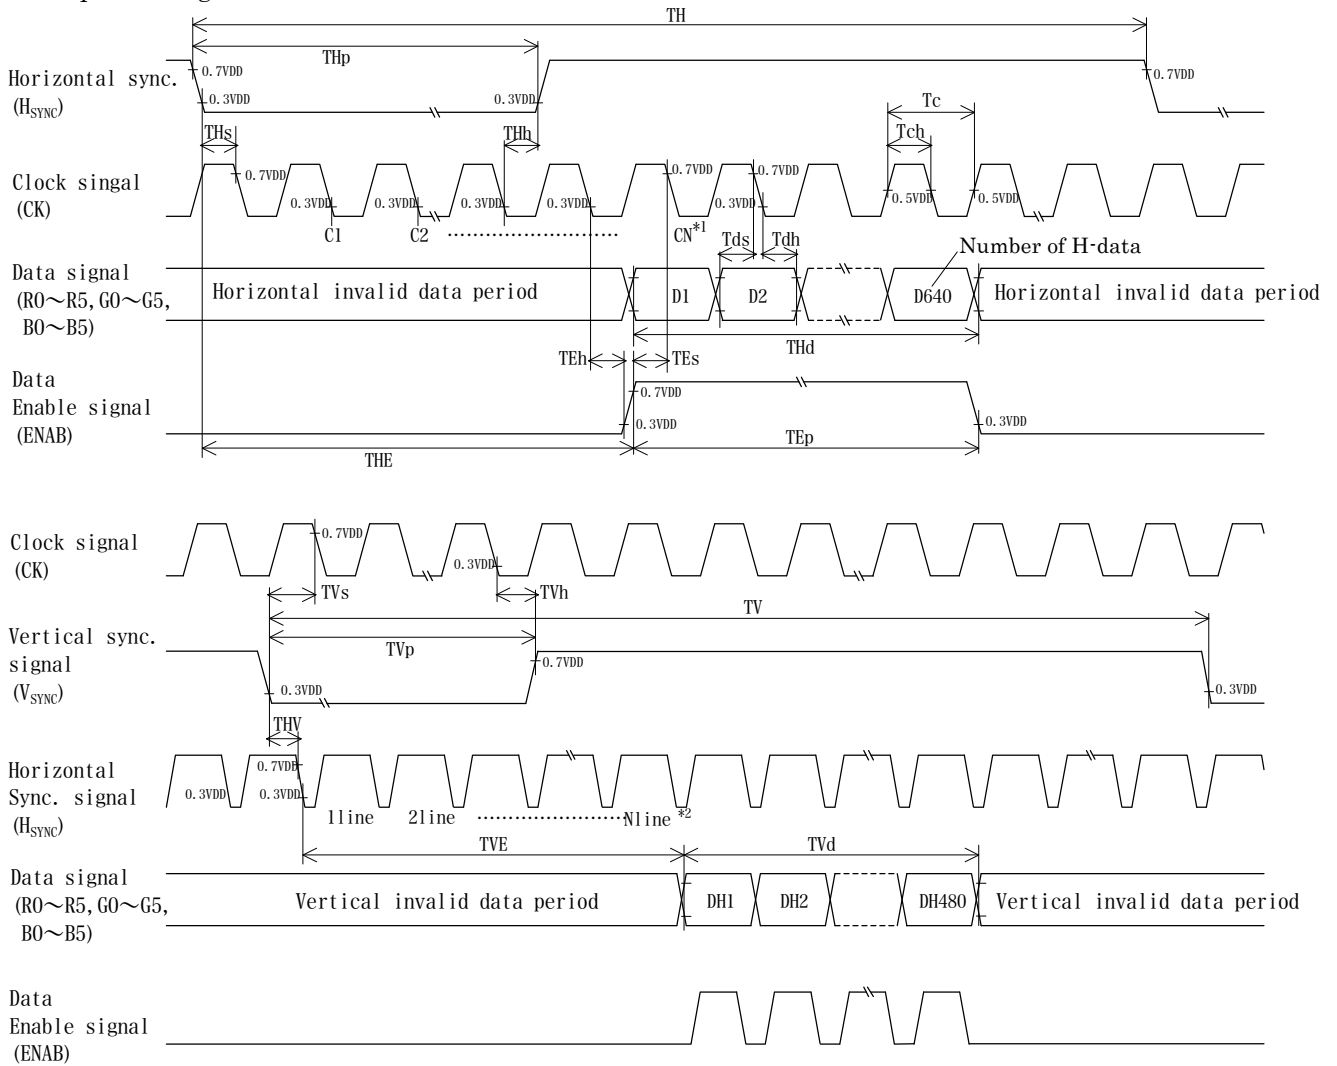 TH
THp
Horizontal sync.
(HSYNC)
0.7VDD
0.3VDD
0.3VDD
0.7VDD
THs
THh
Tc
Tch
Clock singal
(CK)
0.7VDD
0.3VDD
0.3VDD
0.3VDD
0.3VDD
0.7VDD
0.3VDD
0.7VDD
0.5VDD
0.5VDD
C1
C2
CN*1
Tds
Tdh
Number of H-data
Data signal
(R0~R5,G0~G5,
B0~B5)
Horizontal invalid data period
D1
D2
D640
Horizontal invalid data period
THd
TEh
TEs
Data
Enable signal
(ENAB)
0.7VDD
0.3VDD
0.3VDD
THE
TEp
Clock signal
(CK)
0.7VDD
0.3VDD
TVs
TVh
TV
Vertical sync.
signal
(VSYNC)
TVp
0.3VDD
0.7VDD
0.3VDD
THV
Horizontal
Sync. signal
(HSYNC)
0.7VDD
0.3VDD
0.3VDD
1line
2line
Nline *2
TVE
TVd
Data signal
(R0~R5,G0~G5,
B0~B5)
Vertical invalid data period
DH1
DH2
DH480
Vertical invalid data period
Data
Enable signal
(ENAB)